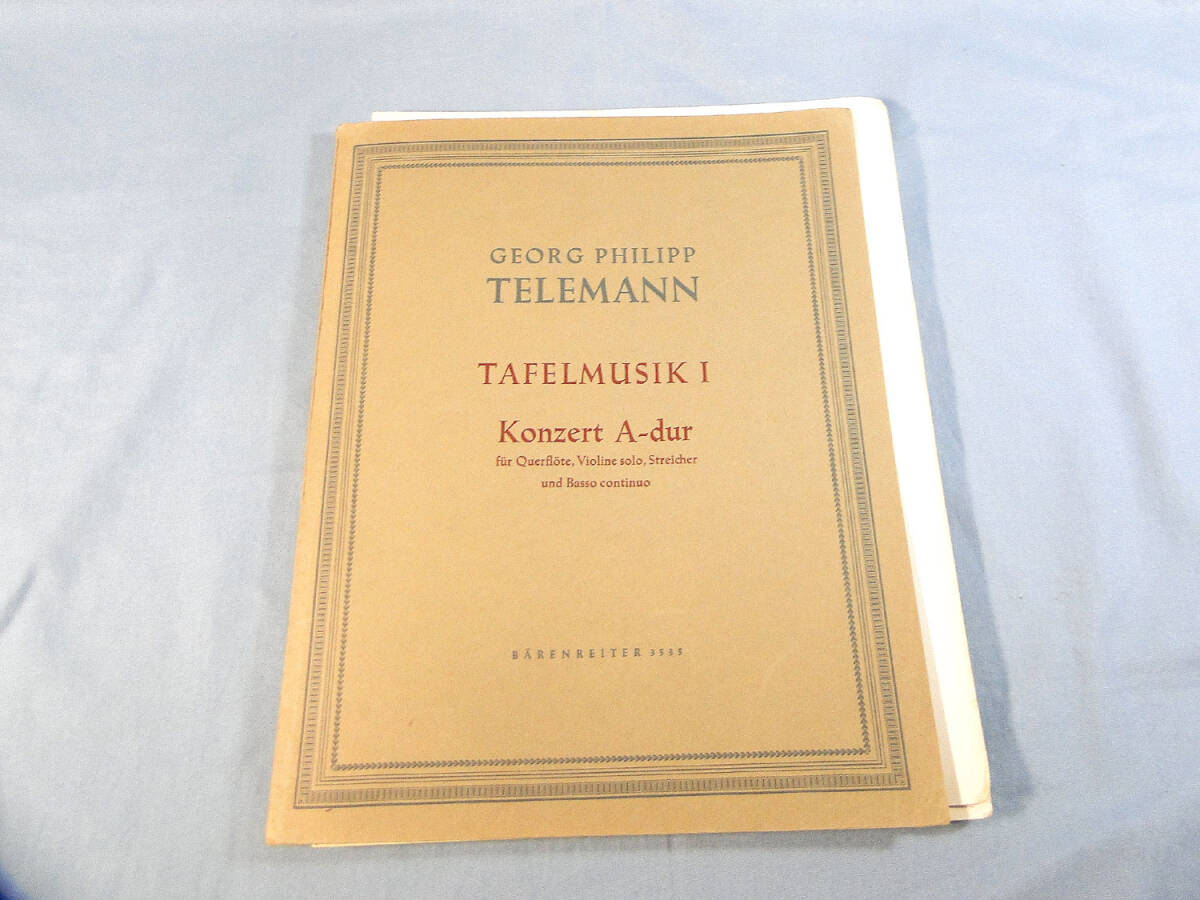 GEORG PHILIPP
TELEMANN
TAFELMUSIK I
Konzert A-dur
für Querflöte, Violine solo, Streicher
und Basso continuo
BÄRENREITER 3535